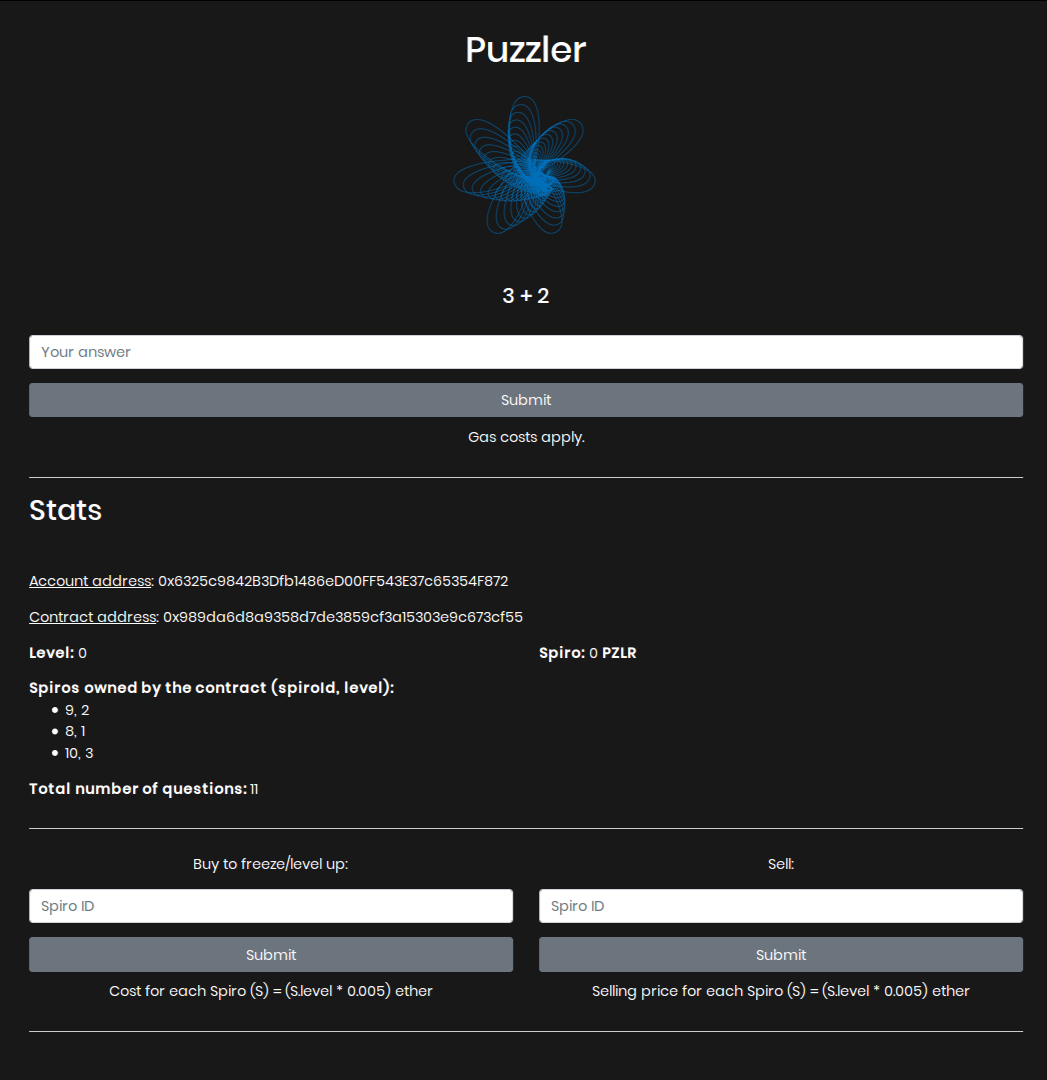 Puzzler
3 + 2
Your answer
Submit
Gas costs apply.
Stats
Account address: 0x6325c9842B3Dfb1486eD00FF543E37c65354F872
Contract address: 0x989da6d8a9358d7de3859cf3a15303e9c673cf55
Level: 0
Spiro: 0 PZLR
Spiros owned by the contract (spiroId, level):
• 9, 2
• 8, 1
• 10, 3
Total number of questions: 11
Buy to freeze/level up:
Spiro ID
Submit
Cost for each Spiro (S) = (S.level * 0.005) ether
Sell:
Spiro ID
Submit
Selling price for each Spiro (S) = (S.level * 0.005) ether